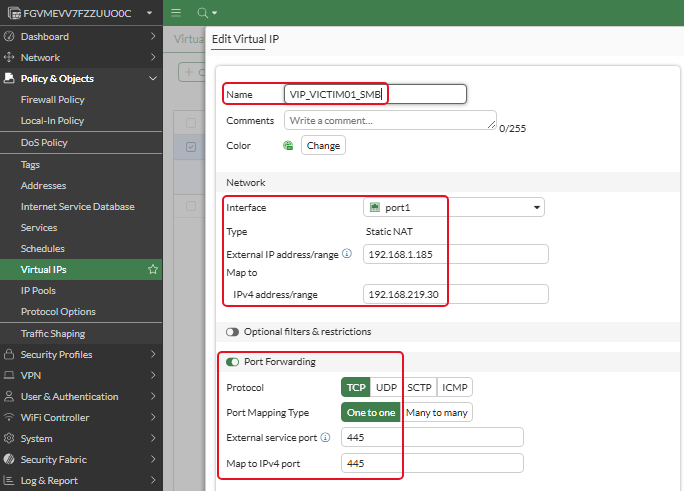 FGVMEVV7FZZUUO0C
Dashboard
Network
Policy & Objects
Firewall Policy
Local-In Policy
DoS Policy
Tags
Addresses
Internet Service Database
Services
Schedules
Virtual IPs
IP Pools
Protocol Options
Traffic Shaping
Security Profiles
VPN
User & Authentication
WiFi Controller
System
Security Fabric
Log & Report
Virtual
Edit Virtual IP
Name VIP_VICTIM01_SMB
Comments Write a comment...
0/255
Color Change
Network
Interface port1
Type Static NAT
External IP address/range 192.168.1.185
Map to
IPv4 address/range 192.168.219.30
Optional filters & restrictions
Port Forwarding
Protocol TCP UDP SCTP ICMP
Port Mapping Type One to one Many to many
External service port 445
Map to IPv4 port 445